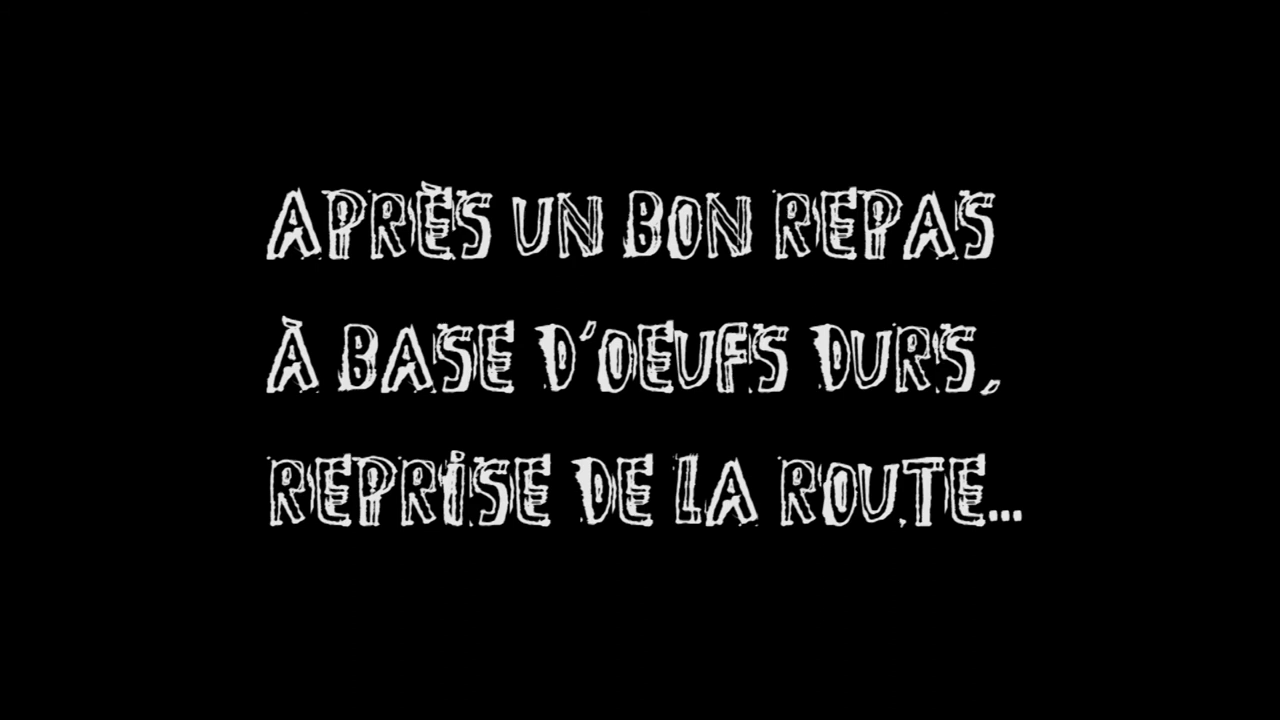 APRÈS UN BON REPAS
À BASE D'OEUFS DURS,
REPRISE DE LA ROUTE...